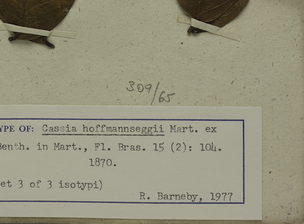 309/65
YPE OF: Cassia hoffmannseggii Mart. ex
Benth. in Mart., Fl. Bras. 15 (2): 104.
1870.
et 3 of 3 isotypi)
R. Barneby, 1977